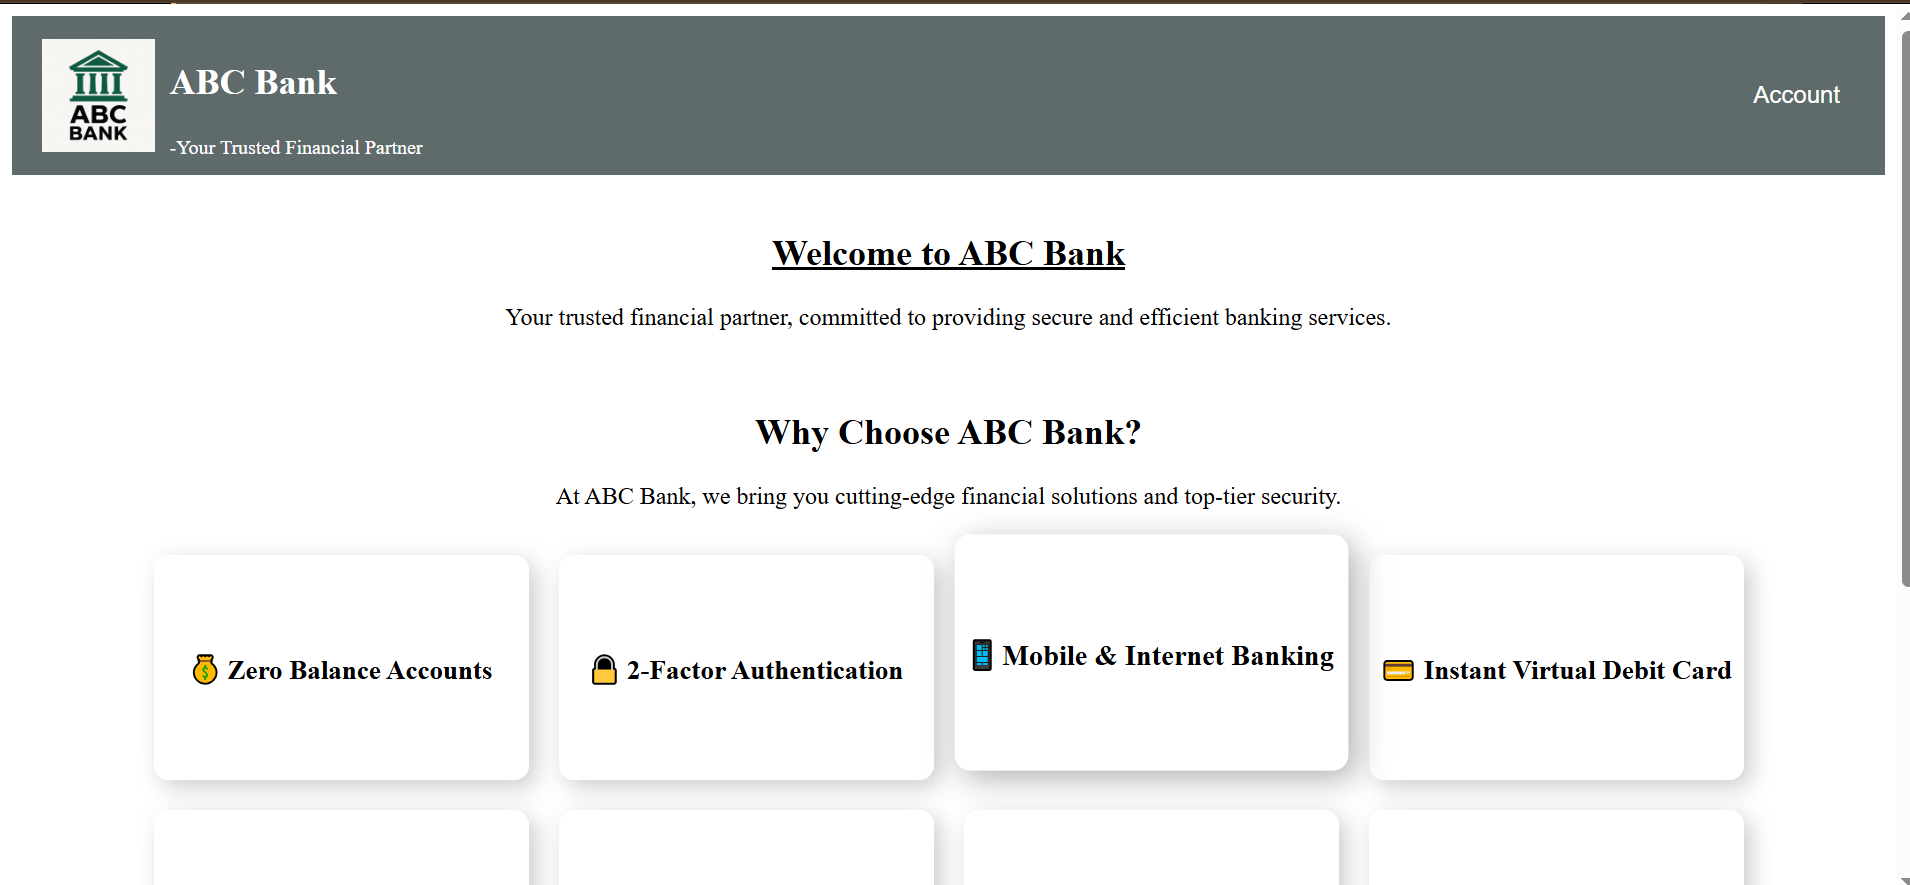 ABC
BANK
ABC Bank
-Your Trusted Financial Partner
Account
Welcome to ABC Bank
Your trusted financial partner, committed to providing secure and efficient banking services.
Why Choose ABC Bank?
At ABC Bank, we bring you cutting-edge financial solutions and top-tier security.
Zero Balance Accounts
2-Factor Authentication
Mobile & Internet Banking
Instant Virtual Debit Card